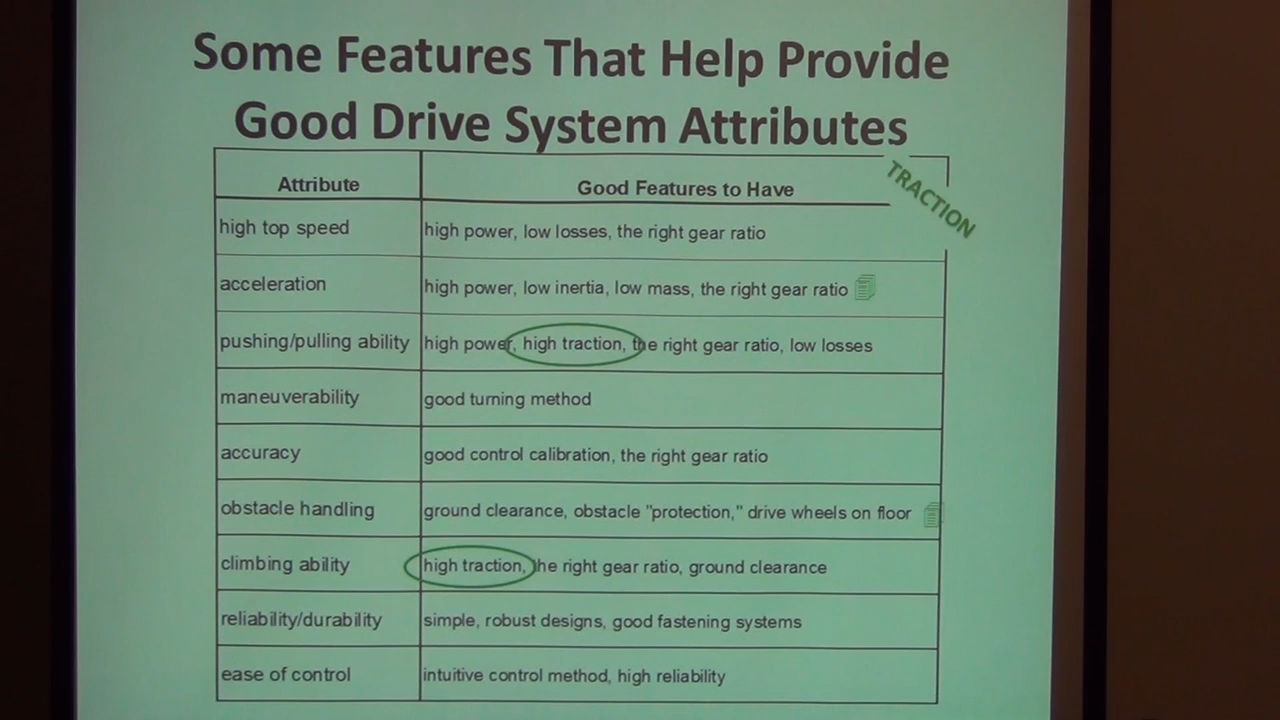 Some Features That Help Provide
Good Drive System Attributes
TRACTION
Attribute
Good Features to Have
high top speed
high power, low losses, the right gear ratio
acceleration
high power, low inertia, low mass, the right gear ratio
pushing/pulling ability
high power, high traction, the right gear ratio, low losses
maneuverability
good turning method
accuracy
good control calibration, the right gear ratio
obstacle handling
ground clearance, obstacle "protection," drive wheels on floor
climbing ability
high traction, the right gear ratio, ground clearance
reliability/durability
simple, robust designs, good fastening systems
ease of control
intuitive control method, high reliability